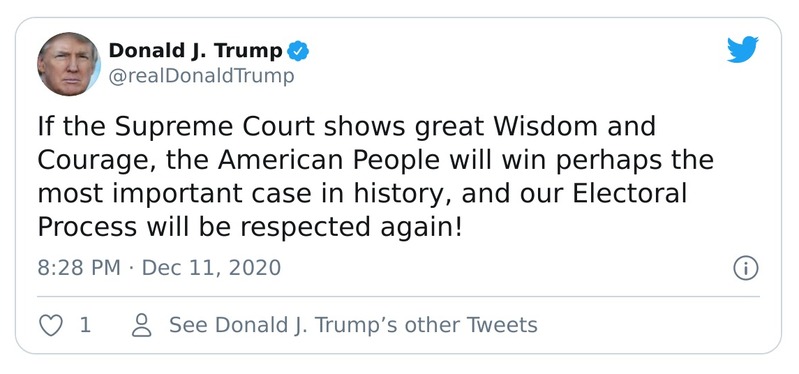 Donald J. Trump
@realDonaldTrump
If the Supreme Court shows great Wisdom and
Courage, the American People will win perhaps the
most important case in history, and our Electoral
Process will be respected again!
8:28 PM · Dec 11, 2020
1
See Donald J. Trump’s other Tweets